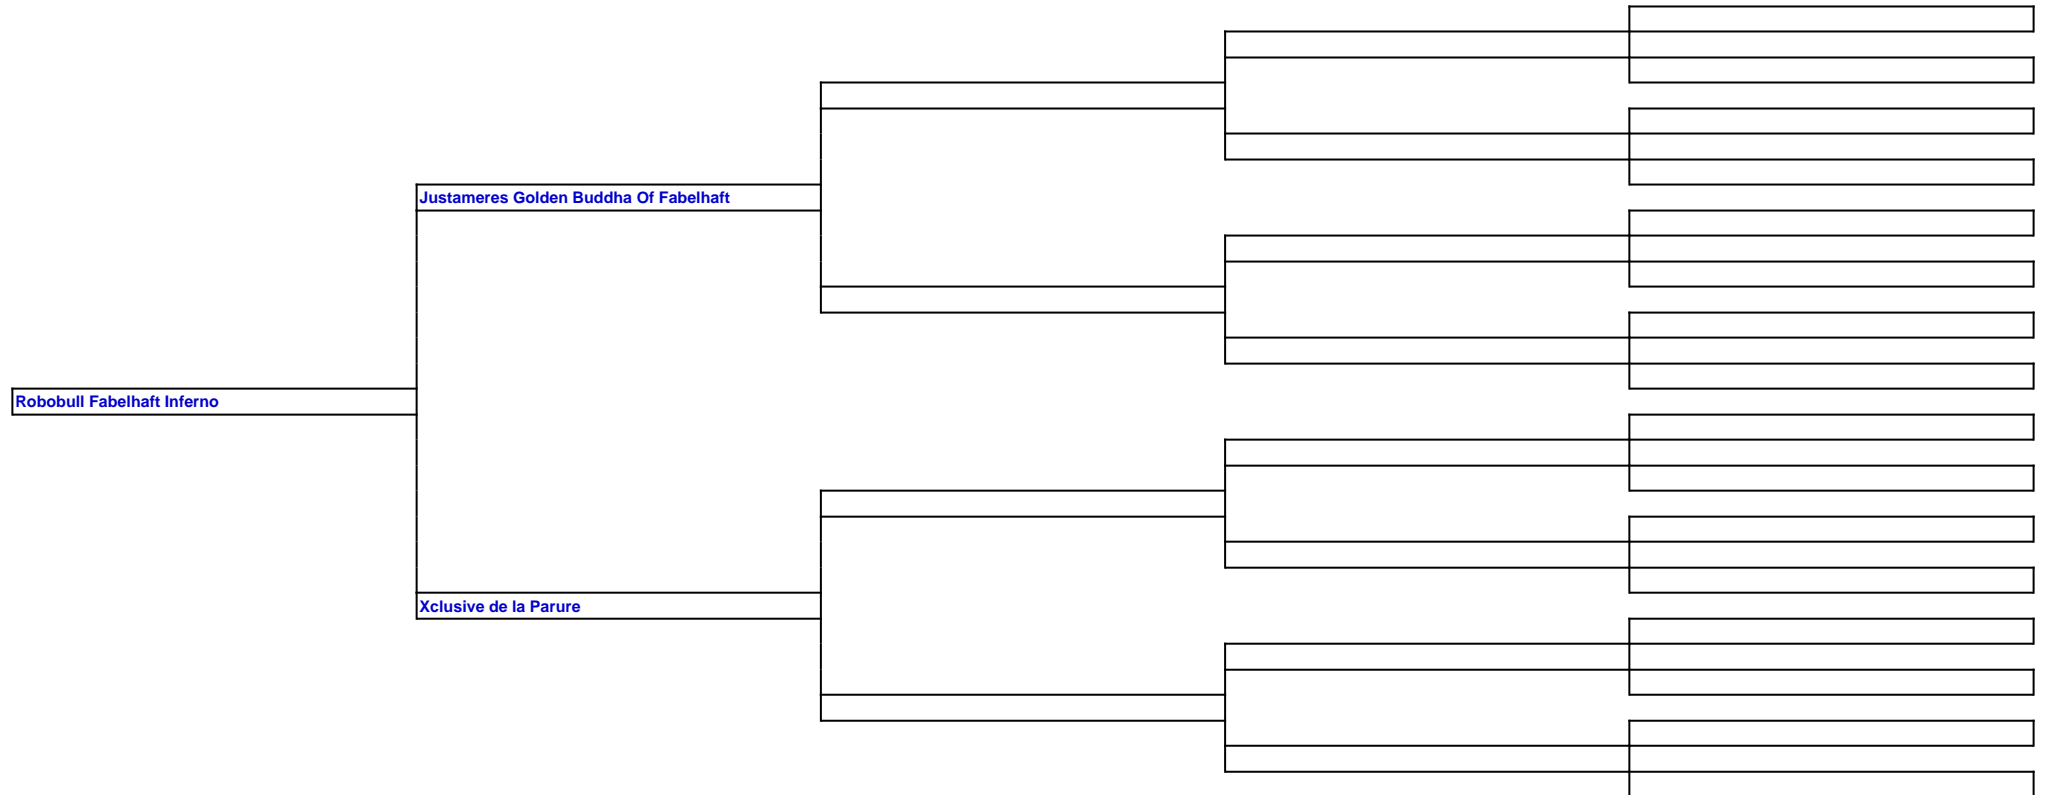 Justameres Golden Buddha Of Fabelhaft
Robobull Fabelhaft Inferno
Xclusive de la Parure